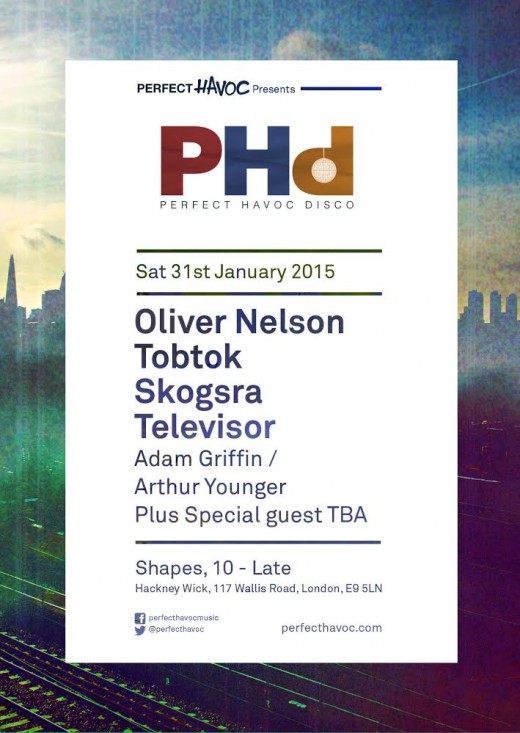 PERFECT HAVOC Presents
PHd
PERFECT HAVOC DISCO
Sat 31st January 2015
Oliver Nelson
Tobtok
Skogsra
Televisor
Adam Griffin /
Arthur Younger
Plus Special guest TBA
Shapes, 10 - Late
Hackney Wick, 117 Wallis Road, London, E9 5LN
perfecthavocmusic
@perfecthavoc
perfecthavoc.com